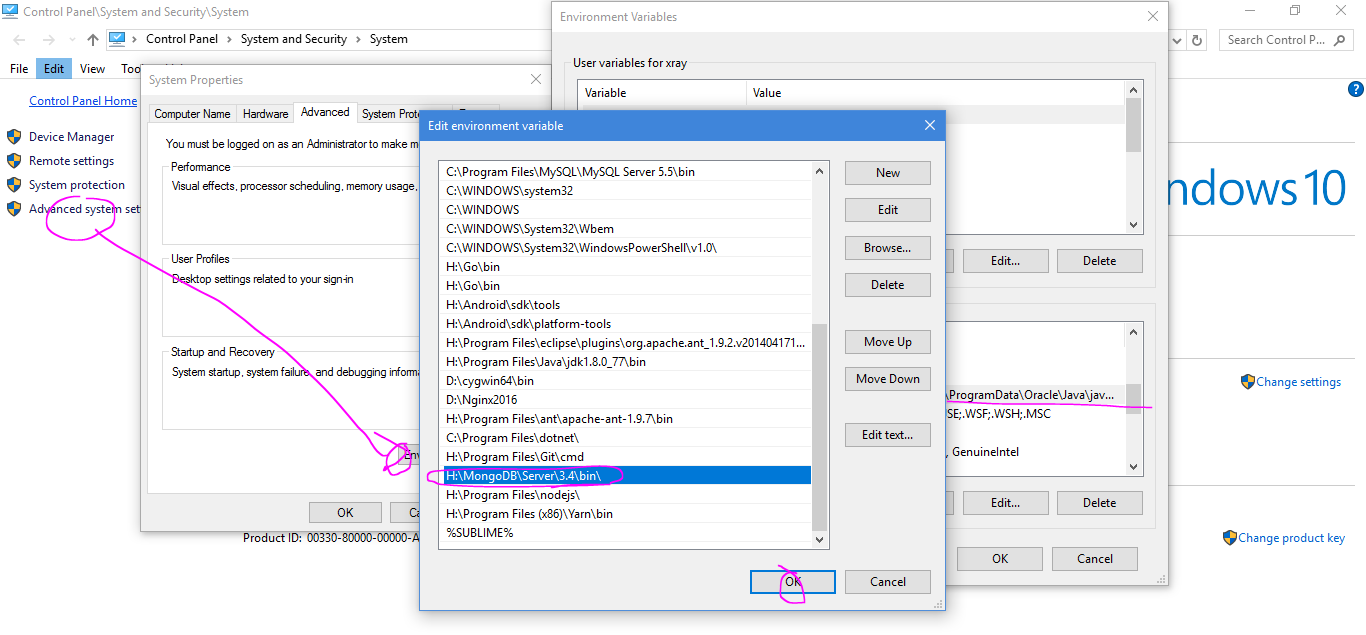 Control Panel\System and Security\System
Control Panel > System and Security > System
Search Control P...
File Edit View
Control Panel Home
Device Manager
Remote settings
System protection
Advanced system set
ndows 10
Change settings
Product ID: 00330-80000-00000-A
Change product key
System Properties
Computer Name Hardware Advanced System Prote
You must be logged on as an Administrator to make m
Performance
Visual effects, processor scheduling, memory usage,
User Profiles
Desktop settings related to your sign-in
Startup and Recovery
System startup, system failure, and debugging informa
Env
OK Ca
Environment Variables
User variables for xray
Variable Value
Edit... Delete
\ProgramData\Oracle\Java\jav...
SE;.WSF;.WSH;.MSC
, GenuineIntel
Edit... Delete
OK Cancel
Edit environment variable
C:\Program Files\MySQL\MySQL Server 5.5\bin
C:\WINDOWS\system32
C:\WINDOWS
C:\WINDOWS\System32\Wbem
C:\WINDOWS\System32\WindowsPowerShell\v1.0\
H:\Go\bin
H:\Go\bin
H:\Android\sdk\tools
H:\Android\sdk\platform-tools
H:\Program Files\eclipse\plugins\org.apache.ant_1.9.2.v201404171...
H:\Program Files\Java\jdk1.8.0_77\bin
D:\cygwin64\bin
D:\Nginx2016
H:\Program Files\ant\apache-ant-1.9.7\bin
C:\Program Files\dotnet\
H:\Program Files\Git\cmd
H:\MongoDB\Server\3.4\bin\
H:\Program Files\nodejs\
H:\Program Files (x86)\Yarn\bin
%SUBLIME%
New
Edit
Browse...
Delete
Move Up
Move Down
Edit text...
OK Cancel